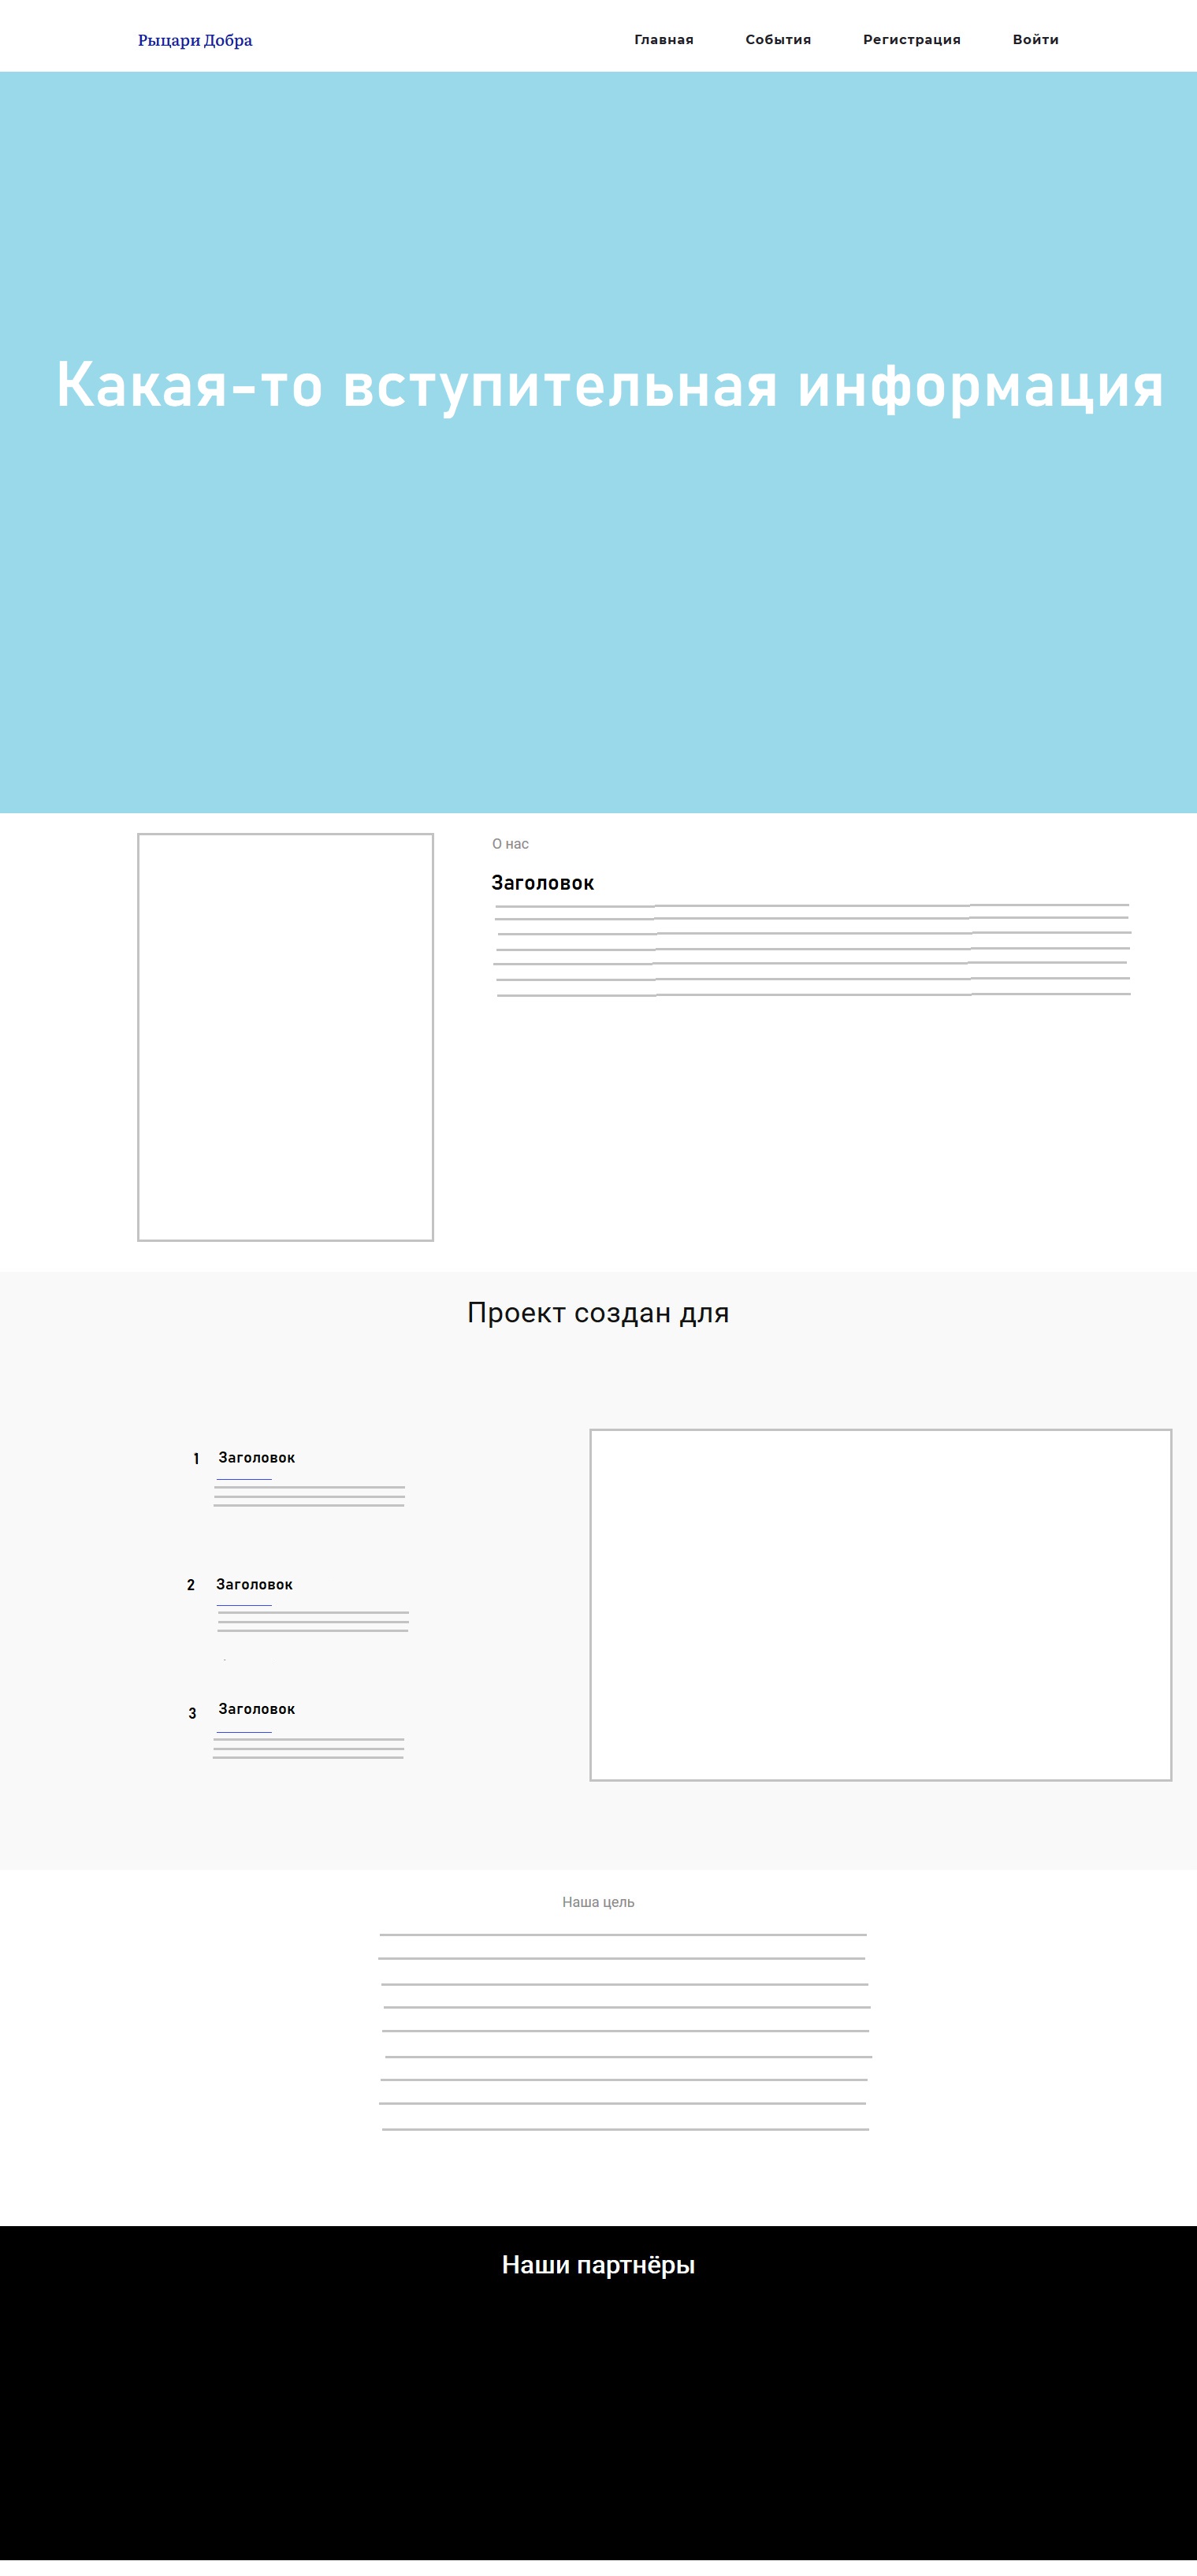 Рыцари Добра
Главная События Регистрация Войти
Какая-то вступительная информация
О нас
Заголовок
Проект создан для
1 Заголовок
2 Заголовок
3 Заголовок
Наша цель
Наши партнёры